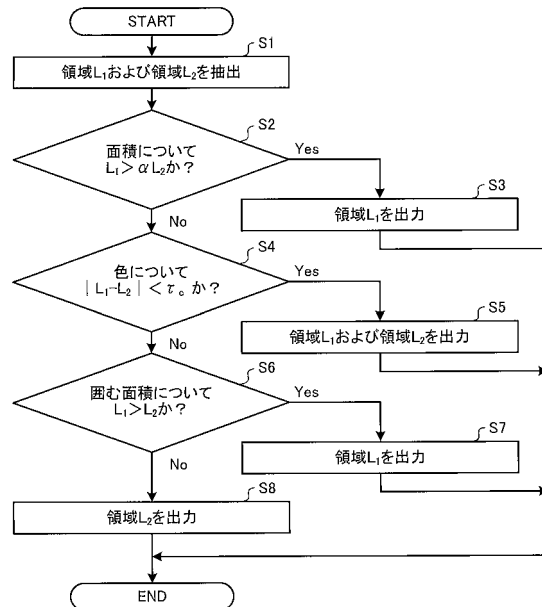 START
S1
領域L₁および領域L₂を抽出
S2
面積について
L₁>αL₂か？
Yes
No
S3
領域L₁を出力
S4
色について
|L₁-L₂|<τ。か？
Yes
No
S5
領域L₁および領域L₂を出力
S6
囲む面積について
L₁>L₂か？
Yes
No
S7
領域L₁を出力
S8
領域L₂を出力
END